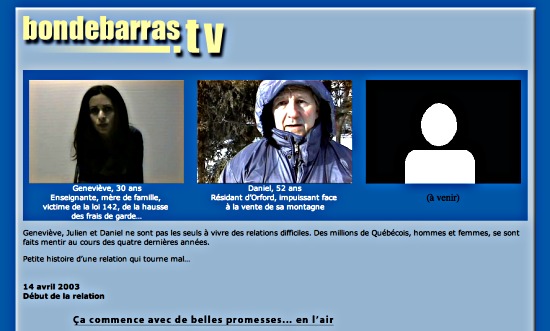 bondebarras.tv
Geneviève, 30 ans
Enseignante, mère de famille,
victime de la loi 142, de la hausse
des frais de garde...
Daniel, 52 ans
Résidant d'Orford, impuissant face
à la vente de sa montagne
(à venir)
Geneviève, Julien et Daniel ne sont pas les seuls à vivre des relations difficiles. Des millions de Québécois, hommes et femmes, se sont
faits mentir au cours des quatre dernières années.
Petite histoire d'une relation qui tourne mal...
14 avril 2003
Début de la relation
Ça commence avec de belles promesses... en l'air